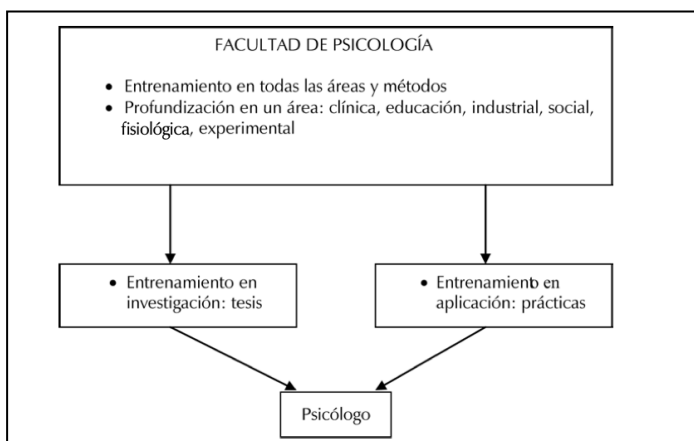 FACULTAD DE PSICOLOGÍA
• Entrenamiento en todas las áreas y métodos
• Profundización en un área: clínica, educación, industrial, social,
fisiológica, experimental
• Entrenamiento en
investigación: tesis
• Entrenamiento en
aplicación: prácticas
Psicólogo